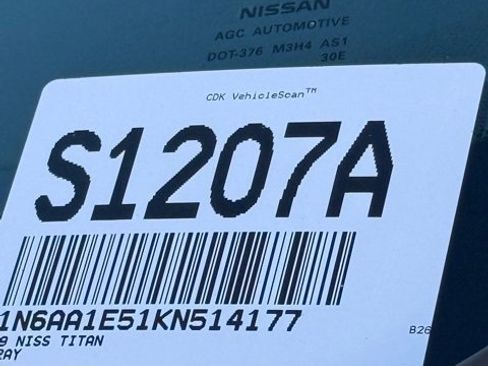 NISSAN
AGC AUTOMOTIVE
DOT-376 M3H4 AS1
30E
CDK VehicleScan™
S1207A
1N6AA1E51KN514177
9 NISS TITAN
RAY
B26